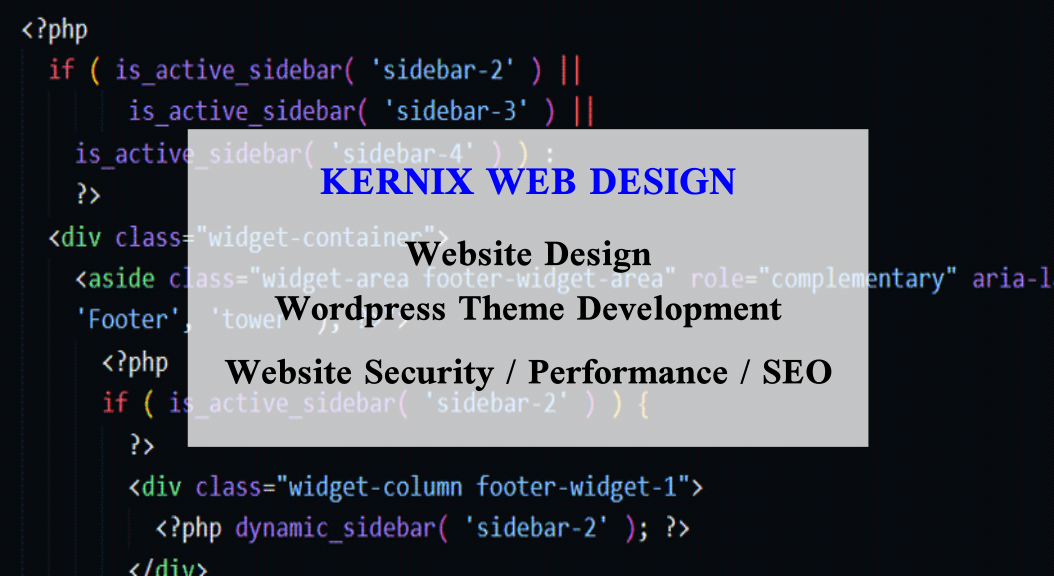 <?php
if ( is_active_sidebar( 'sidebar-2' ) ||
is_active_sidebar( 'sidebar-3' ) ||
is_active_sidebar( 'sidebar-4' ) ) :
?>
KERNIX WEB DESIGN
<div class="widget-container">
Website Design
<aside class="widget-area footer-widget-area" role="complementary" aria-l
Wordpress Theme Development
'Footer', 'tower' ); ?>">
<?php
Website Security / Performance / SEO
if ( is_active_sidebar( 'sidebar-2' ) ) {
?>
<div class="widget-column footer-widget-1">
<?php dynamic_sidebar( 'sidebar-2' ); ?>
</div>